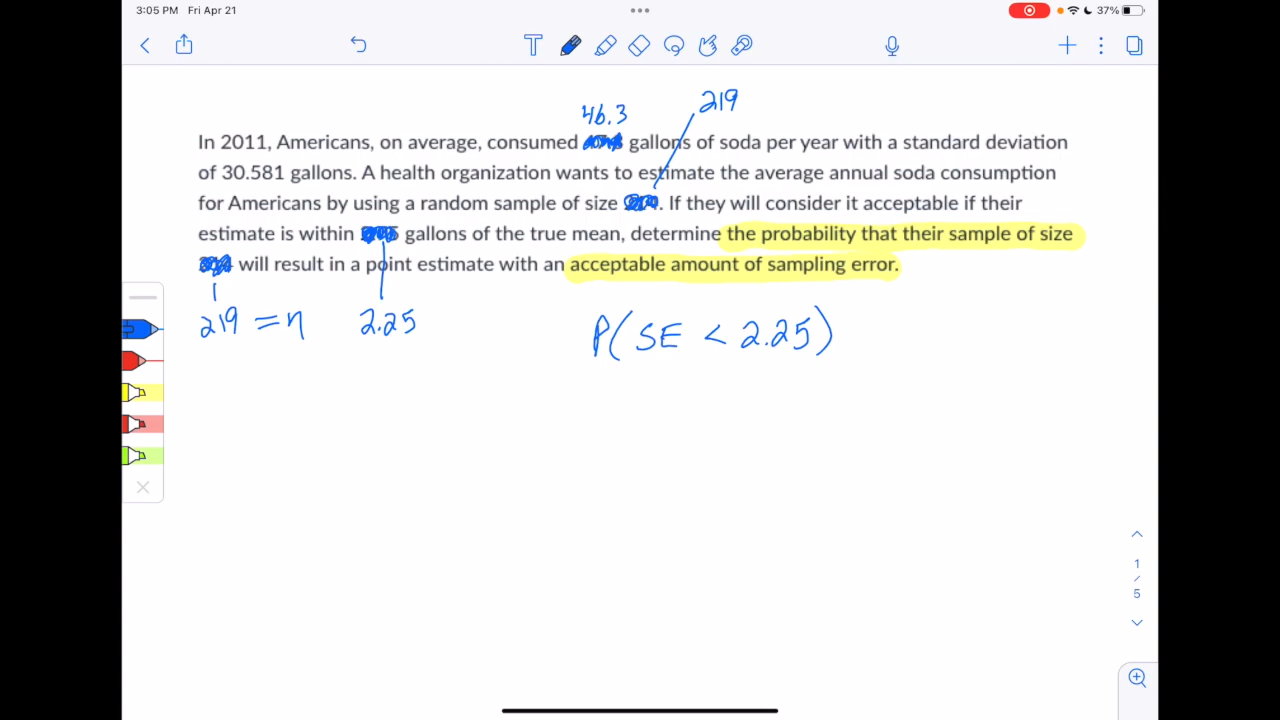 3:05 PM Fri Apr 21
37%
T
46.3
219
In 2011, Americans, on average, consumed gallons of soda per year with a standard deviation
of 30.581 gallons. A health organization wants to estimate the average annual soda consumption
for Americans by using a random sample of size . If they will consider it acceptable if their
estimate is within gallons of the true mean, determine the probability that their sample of size
will result in a point estimate with an acceptable amount of sampling error.
219 = n 2.25 P( SE < 2.25)
1
/
5